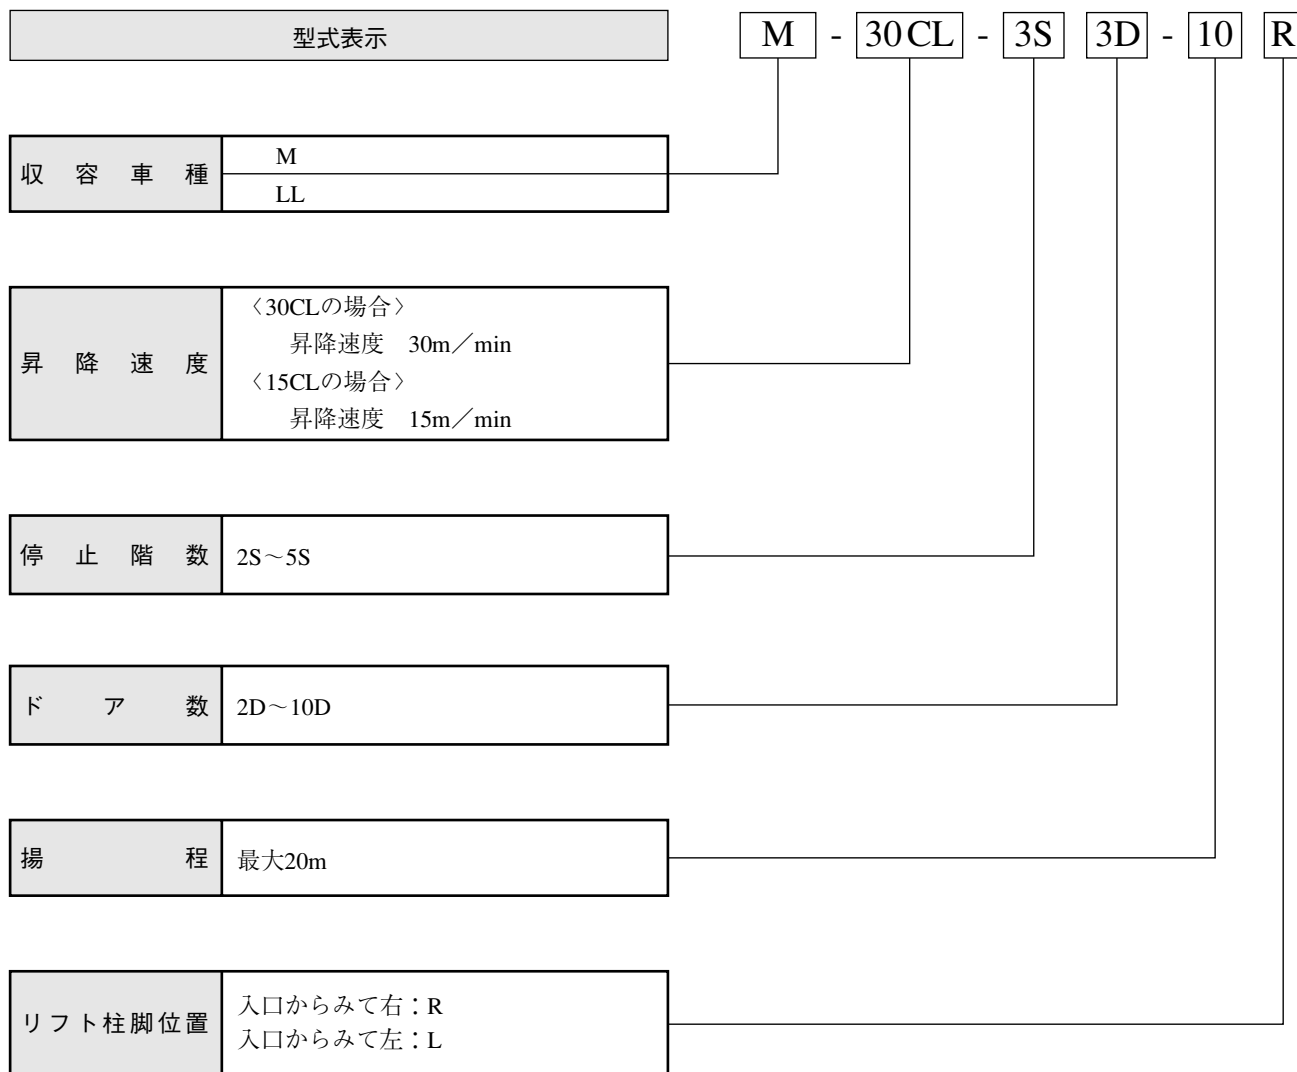 型式表示
M - 30CL - 3S 3D - 10 R
収容車種
M
LL
昇降速度
〈30CLの場合〉
昇降速度 30m／min
〈15CLの場合〉
昇降速度 15m／min
停止階数
2S～5S
ドア数
2D～10D
揚程
最大20m
リフト柱脚位置
入口からみて右：R
入口からみて左：L